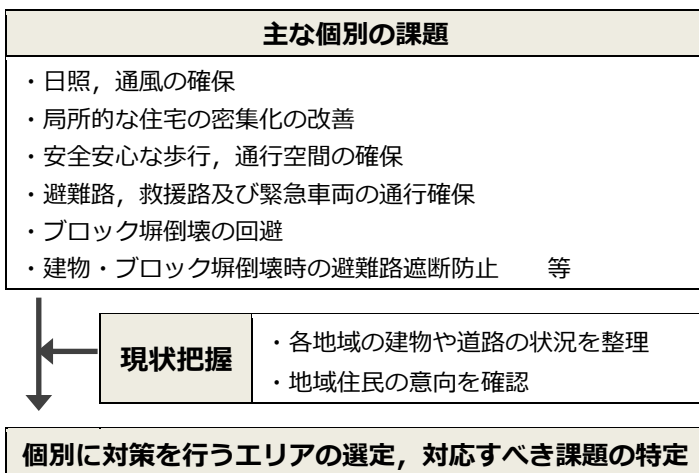 主な個別の課題
・日照，通風の確保
・局所的な住宅の密集化の改善
・安全安心な歩行，通行空間の確保
・避難路，救援路及び緊急車両の通行確保
・ブロック塀倒壊の回避
・建物・ブロック塀倒壊時の避難路遮断防止　　等
現状把握
・各地域の建物や道路の状況を整理
・地域住民の意向を確認
個別に対策を行うエリアの選定，対応すべき課題の特定